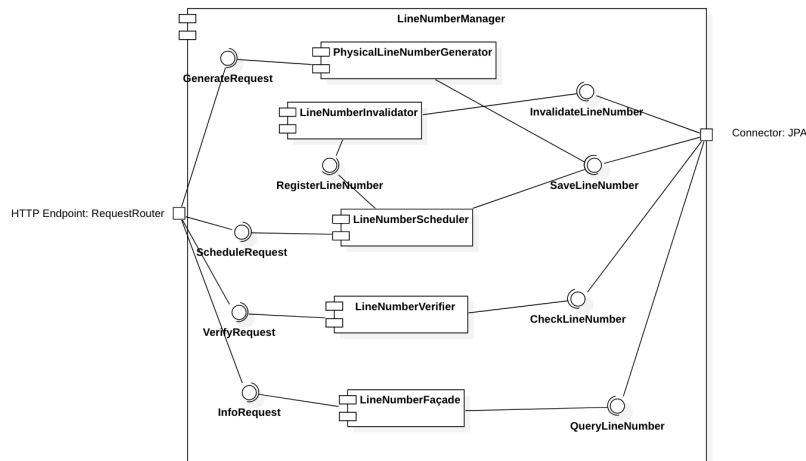 LineNumberManager
PhysicalLineNumberGenerator
GenerateRequest
LineNumberInvalidator
InvalidateLineNumber
Connector: JPA
RegisterLineNumber
SaveLineNumber
HTTP Endpoint: RequestRouter
LineNumberScheduler
ScheduleRequest
LineNumberVerifier
VerifyRequest
CheckLineNumber
LineNumberFaçade
InfoRequest
QueryLineNumber